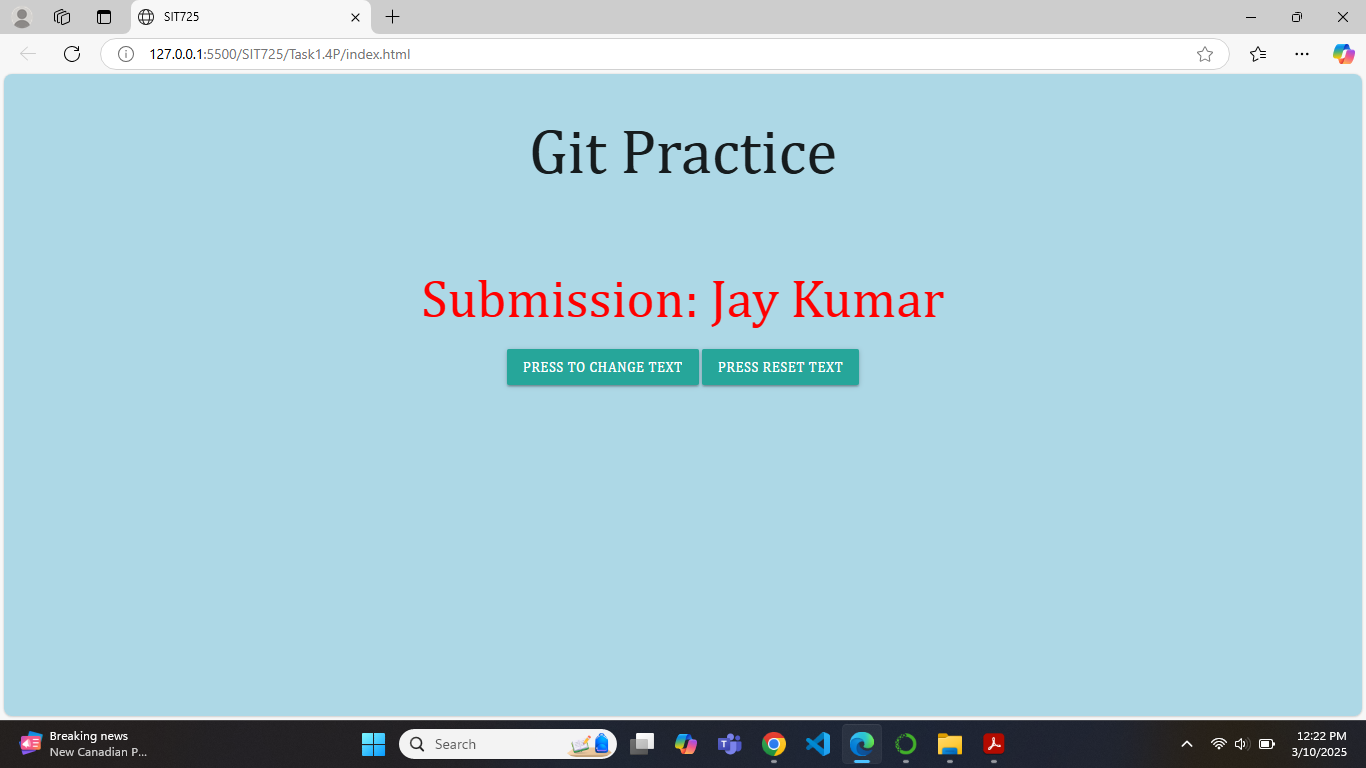 SIT725
127.0.0.1:5500/SIT725/Task1.4P/index.html
Git Practice
Submission: Jay Kumar
PRESS TO CHANGE TEXT
PRESS RESET TEXT
Breaking news
New Canadian P...
Search
12:22 PM
3/10/2025